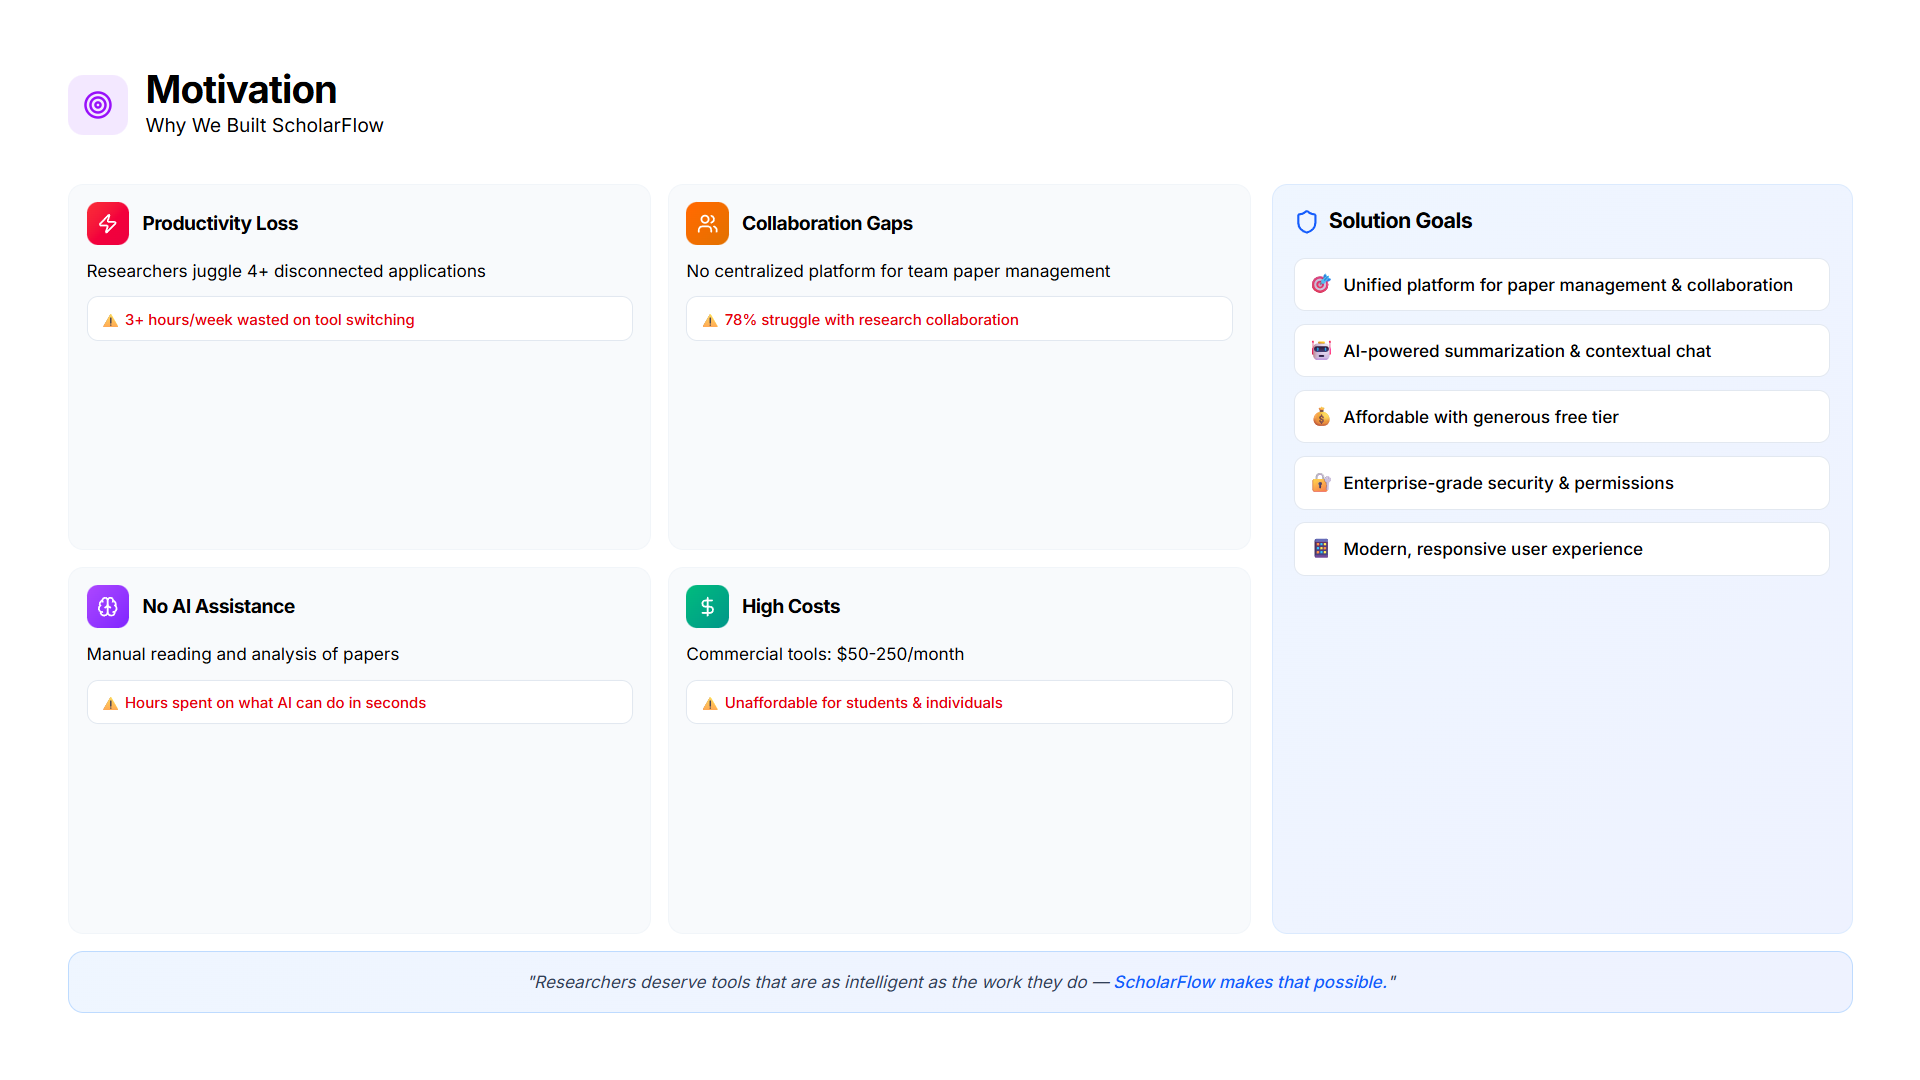 Motivation
Why We Built ScholarFlow
Productivity Loss
Researchers juggle 4+ disconnected applications
⚠️ 3+ hours/week wasted on tool switching
Collaboration Gaps
No centralized platform for team paper management
⚠️ 78% struggle with research collaboration
No AI Assistance
Manual reading and analysis of papers
⚠️ Hours spent on what AI can do in seconds
High Costs
Commercial tools: $50-250/month
⚠️ Unaffordable for students & individuals
Solution Goals
🎯 Unified platform for paper management & collaboration
🤖 AI-powered summarization & contextual chat
💰 Affordable with generous free tier
🔐 Enterprise-grade security & permissions
📱 Modern, responsive user experience
"Researchers deserve tools that are as intelligent as the work they do — ScholarFlow makes that possible."